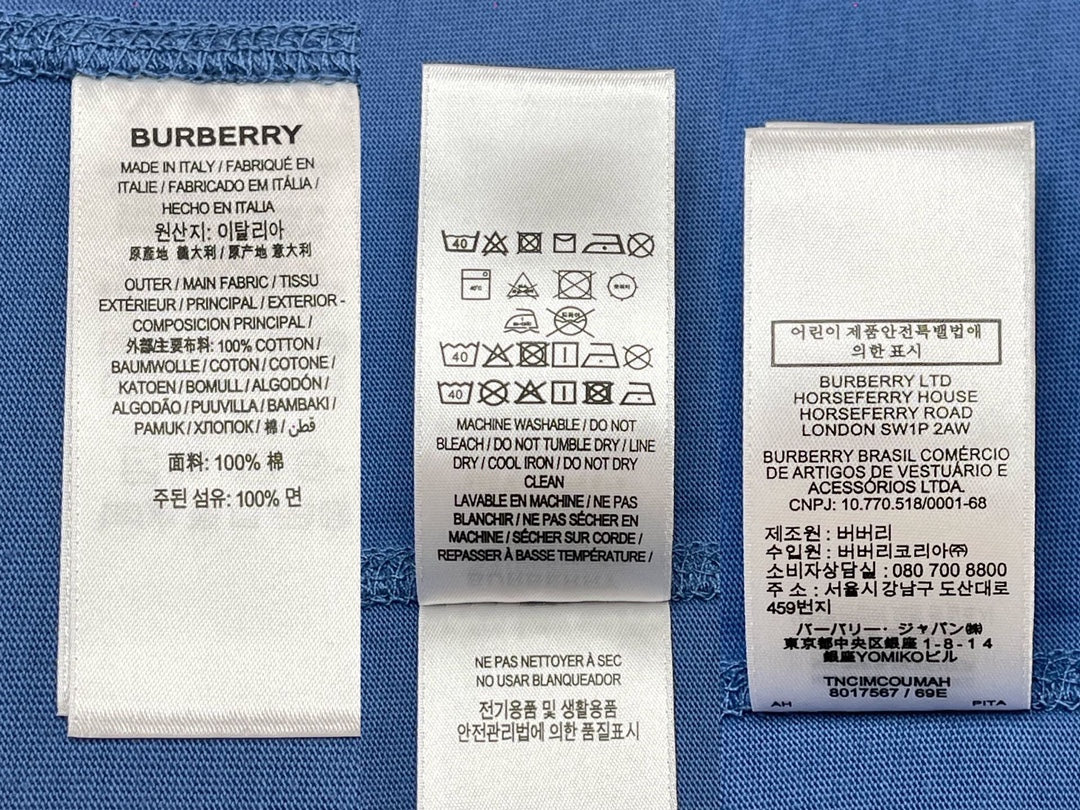 BURBERRY
MADE IN ITALY / FABRIQUÉ EN
ITALIE / FABRICADO EM ITÁLIA /
HECHO EN ITALIA
원산지: 이탈리아
原產地 義大利 / 原产地 意大利
OUTER / MAIN FABRIC / TISSU
EXTÉRIEUR / PRINCIPAL / EXTERIOR -
COMPOSICION PRINCIPAL /
外部/主要布料: 100% COTTON /
BAUMWOLLE / COTON / COTONE /
KATOEN / BOMULL / ALGODÓN /
ALGODÃO / PUUVILLA / BAMBAKI /
PAMUK / ХЛОПОК / 棉 / قطن
面料: 100% 棉
주된 섬유: 100% 면
40
40℃
40
40
MACHINE WASHABLE / DO NOT
BLEACH / DO NOT TUMBLE DRY / LINE
DRY / COOL IRON / DO NOT DRY
CLEAN
LAVABLE EN MACHINE / NE PAS
BLANCHIR / NE PAS SÉCHER EN
MACHINE / SÉCHER SUR CORDE /
REPASSER À BASSE TEMPÉRATURE /
NE PAS NETTOYER À SEC
NO USAR BLANQUEADOR
전기용품 및 생활용품
안전관리법에 의한 품질표시
어린이 제품안전특별법에
의한 표시
BURBERRY LTD
HORSEFERRY HOUSE
HORSEFERRY ROAD
LONDON SW1P 2AW
BURBERRY BRASIL COMÉRCIO
DE ARTIGOS DE VESTUÁRIO E
ACESSÓRIOS LTDA.
CNPJ: 10.770.518/0001-68
제조원 : 버버리
수입원 : 버버리코리아㈜
소비자상담실 : 080 700 8800
주 소 : 서울시 강남구 도산대로
459번지
バーバリー・ジャパン㈱
東京都中央区銀座 1-8-14
銀座YOMIKOビル
TNCIMCOUMAH
8017567 / 69E
AH PITA